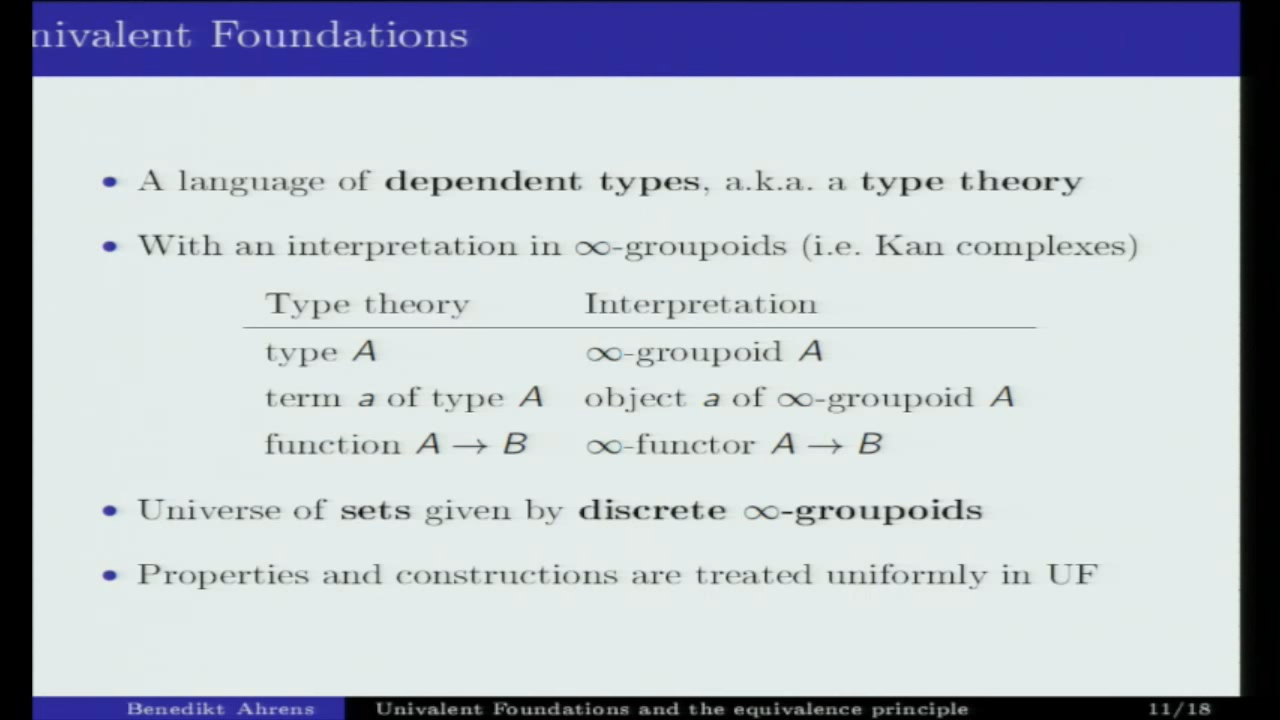 nivalent Foundations
• A language of dependent types, a.k.a. a type theory
• With an interpretation in ∞-groupoids (i.e. Kan complexes)
Type theory Interpretation
type A ∞-groupoid A
term a of type A object a of ∞-groupoid A
function A → B ∞-functor A → B
• Universe of sets given by discrete ∞-groupoids
• Properties and constructions are treated uniformly in UF
Benedikt Ahrens Univalent Foundations and the equivalence principle 11/18